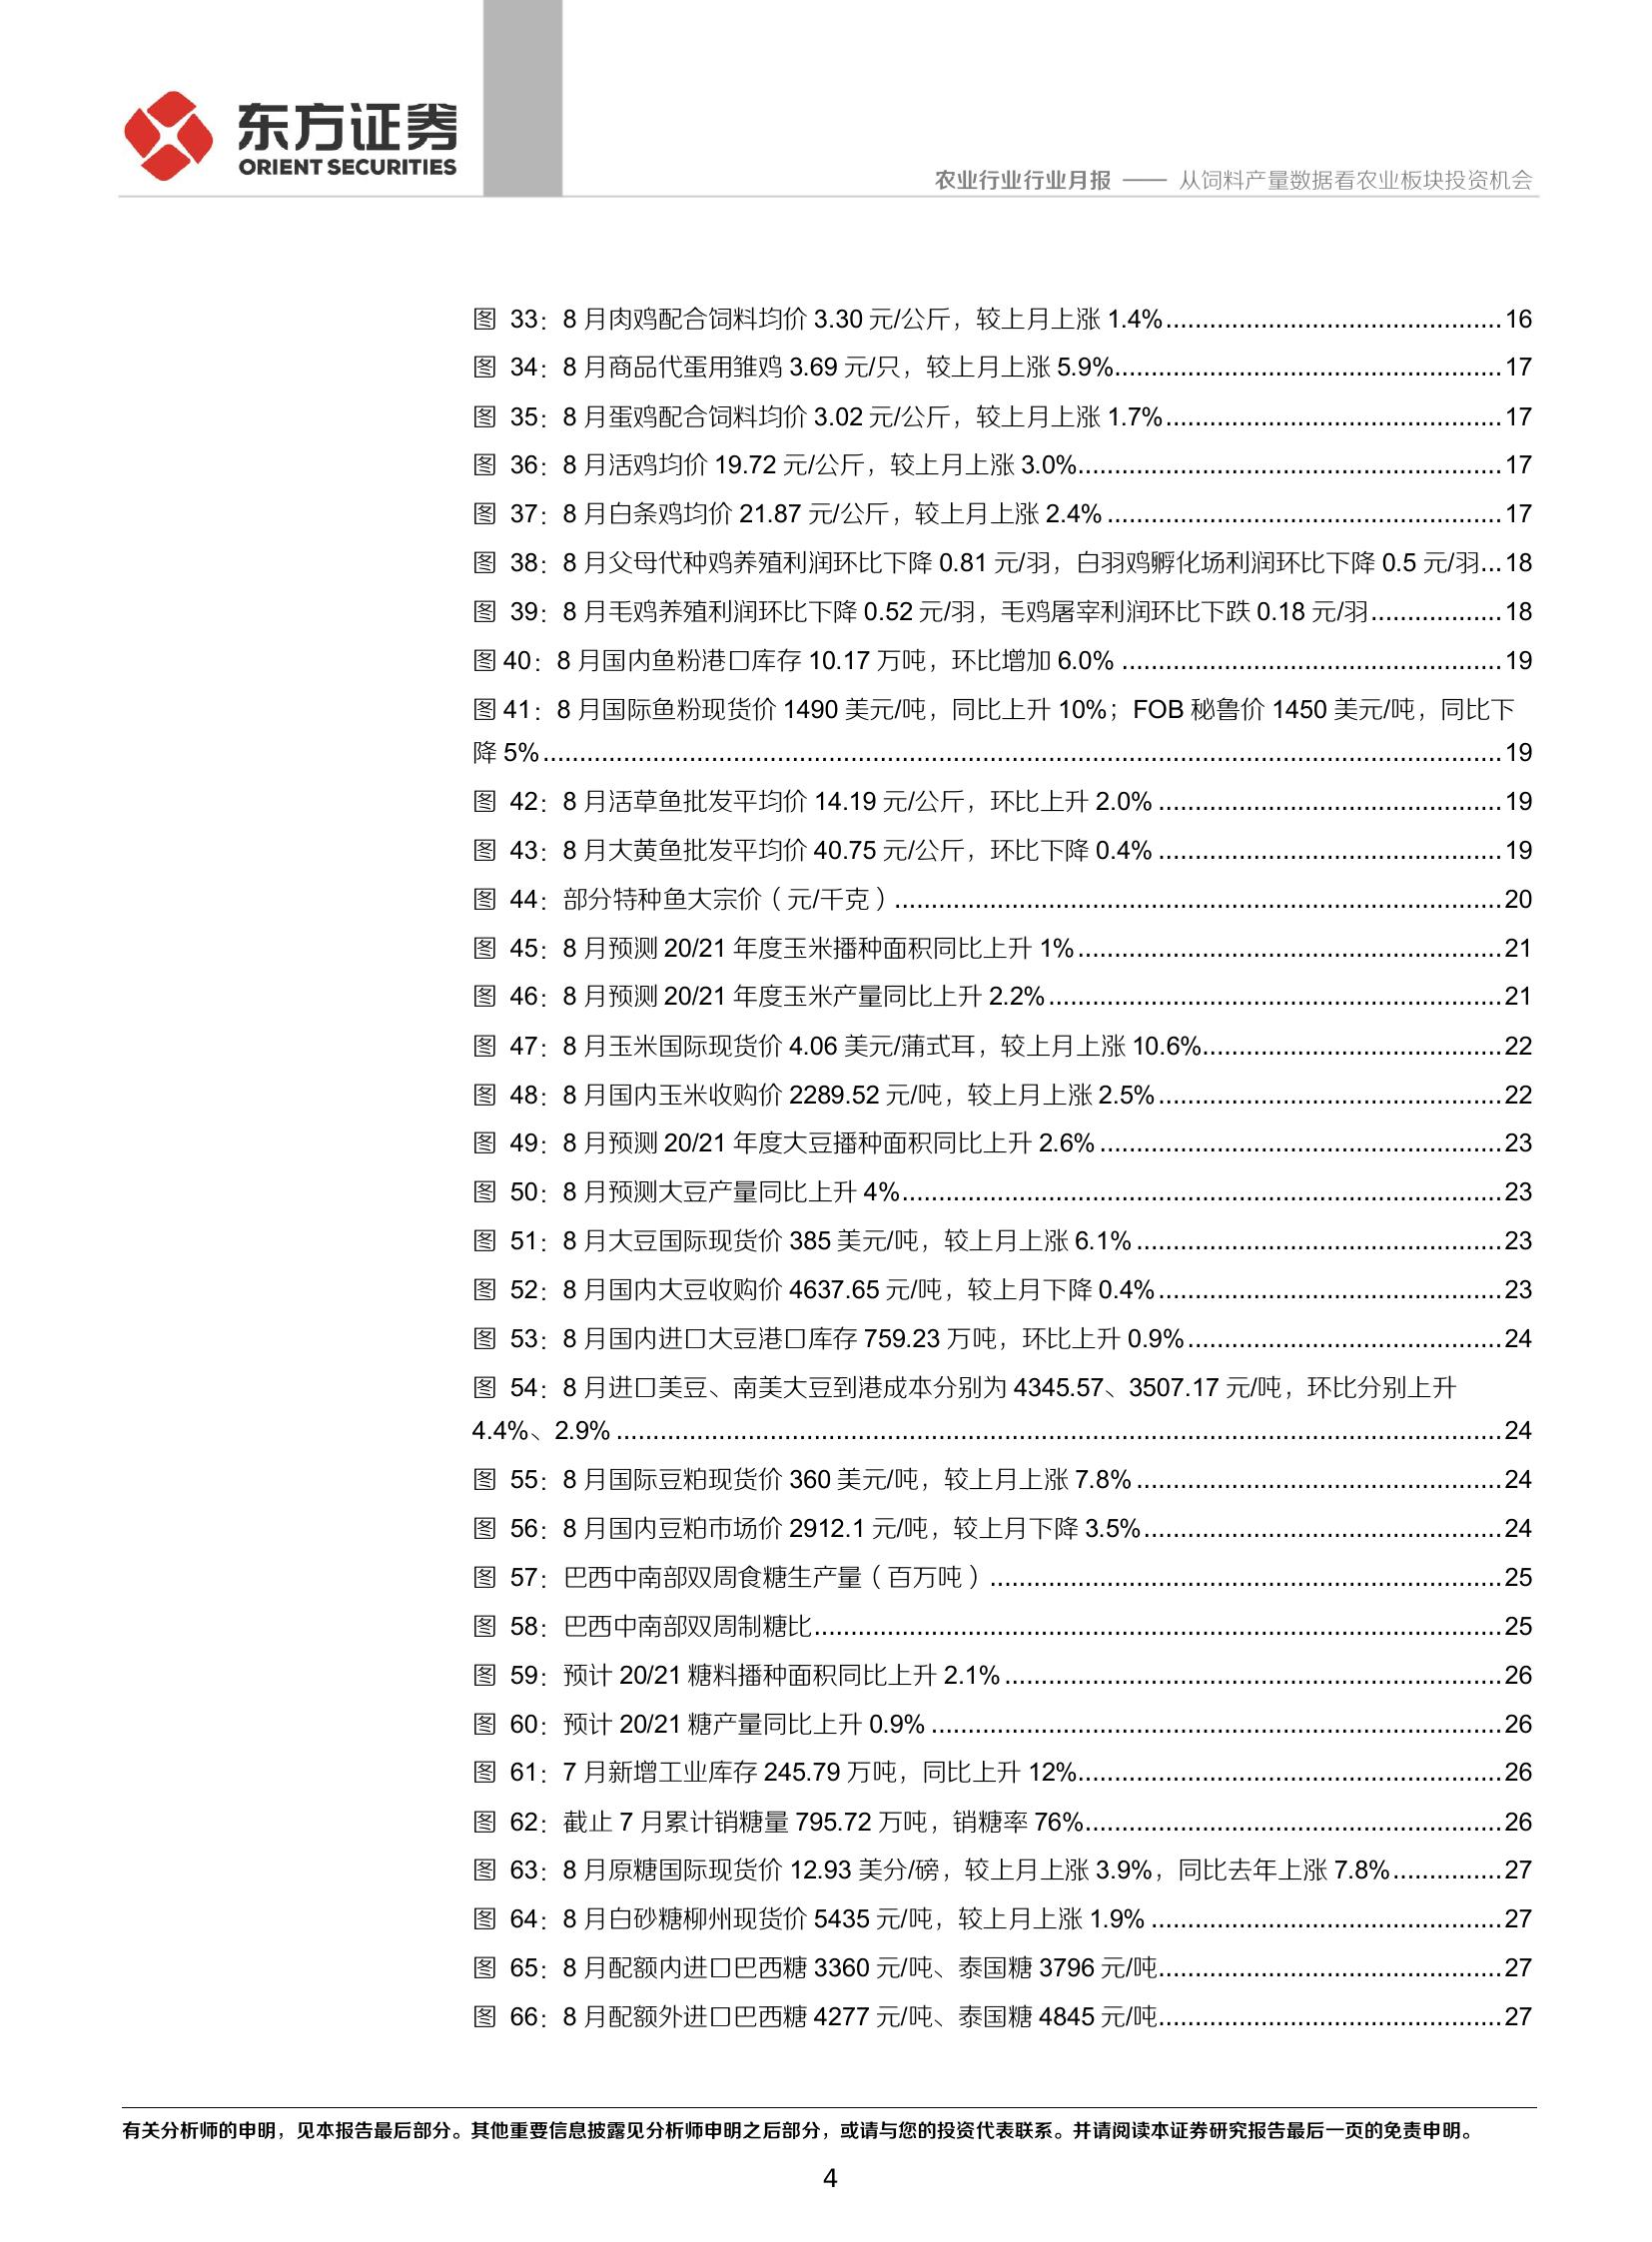 东方证券
ORIENT SECURITIES
农业行业行业月报 —— 从饲料产量数据看农业板块投资机会
图 33：8 月肉鸡配合饲料均价 3.30 元/公斤，较上月上涨 1.4%..............................................16
图 34：8 月商品代蛋用雏鸡 3.69 元/只，较上月上涨 5.9%.....................................................17
图 35：8 月蛋鸡配合饲料均价 3.02 元/公斤，较上月上涨 1.7%..............................................17
图 36：8 月活鸡均价 19.72 元/公斤，较上月上涨 3.0%..........................................................17
图 37：8 月白条鸡均价 21.87 元/公斤，较上月上涨 2.4% ......................................................17
图 38：8 月父母代种鸡养殖利润环比下降 0.81 元/羽，白羽鸡孵化场利润环比下降 0.5 元/羽...18
图 39：8 月毛鸡养殖利润环比下降 0.52 元/羽，毛鸡屠宰利润环比下跌 0.18 元/羽..................18
图 40：8 月国内鱼粉港口库存 10.17 万吨，环比增加 6.0% ....................................................19
图 41：8 月国际鱼粉现货价 1490 美元/吨，同比上升 10%；FOB 秘鲁价 1450 美元/吨，同比下
降 5%...................................................................................................................................19
图 42：8 月活草鱼批发平均价 14.19 元/公斤，环比上升 2.0% ...............................................19
图 43：8 月大黄鱼批发平均价 40.75 元/公斤，环比下降 0.4% ...............................................19
图 44：部分特种鱼大宗价（元/千克）...................................................................................20
图 45：8 月预测 20/21 年度玉米播种面积同比上升 1%..........................................................21
图 46：8 月预测 20/21 年度玉米产量同比上升 2.2%..............................................................21
图 47：8 月玉米国际现货价 4.06 美元/蒲式耳，较上月上涨 10.6%.........................................22
图 48：8 月国内玉米收购价 2289.52 元/吨，较上月上涨 2.5%...............................................22
图 49：8 月预测 20/21 年度大豆播种面积同比上升 2.6% .......................................................23
图 50：8 月预测大豆产量同比上升 4%..................................................................................23
图 51：8 月大豆国际现货价 385 美元/吨，较上月上涨 6.1% ..................................................23
图 52：8 月国内大豆收购价 4637.65 元/吨，较上月下降 0.4%...............................................23
图 53：8 月国内进口大豆港口库存 759.23 万吨，环比上升 0.9%...........................................24
图 54：8 月进口美豆、南美大豆到港成本分别为 4345.57、3507.17 元/吨，环比分别上升
4.4%、2.9% .........................................................................................................................24
图 55：8 月国际豆粕现货价 360 美元/吨，较上月上涨 7.8% ..................................................24
图 56：8 月国内豆粕市场价 2912.1 元/吨，较上月下降 3.5%.................................................24
图 57：巴西中南部双周食糖生产量（百万吨）......................................................................25
图 58：巴西中南部双周制糖比..............................................................................................25
图 59：预计 20/21 糖料播种面积同比上升 2.1% ....................................................................26
图 60：预计 20/21 糖产量同比上升 0.9% ..............................................................................26
图 61：7 月新增工业库存 245.79 万吨，同比上升 12%..........................................................26
图 62：截止 7 月累计销糖量 795.72 万吨，销糖率 76%.........................................................26
图 63：8 月原糖国际现货价 12.93 美分/磅，较上月上涨 3.9%，同比去年上涨 7.8%...............27
图 64：8 月白砂糖柳州现货价 5435 元/吨，较上月上涨 1.9% ................................................27
图 65：8 月配额内进口巴西糖 3360 元/吨、泰国糖 3796 元/吨...............................................27
图 66：8 月配额外进口巴西糖 4277 元/吨、泰国糖 4845 元/吨...............................................27
有关分析师的申明，见本报告最后部分。其他重要信息披露见分析师申明之后部分，或请与您的投资代表联系。并请阅读本证券研究报告最后一页的免责申明。
4